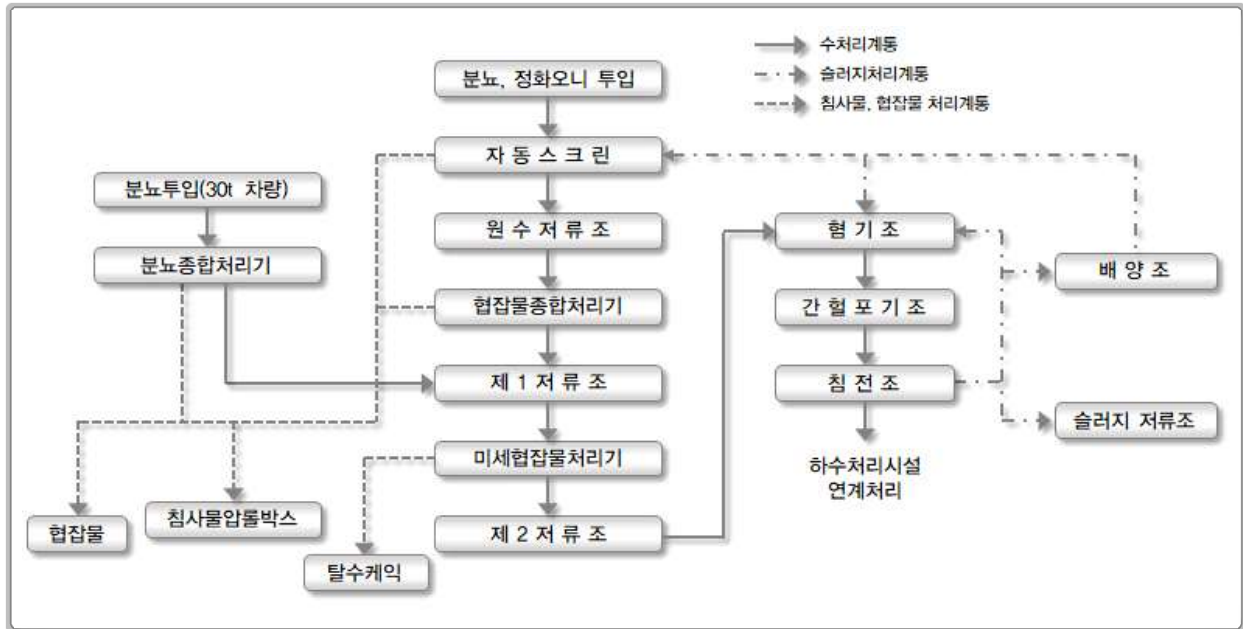 수처리계통
슬러지처리계통
침사물, 협잡물 처리계통
분뇨, 정화오니 투입
자 동 스 크 린
분뇨투입(30t 차량)
원 수 저 류 조
혐 기 조
분뇨종합처리기
배 양 조
협잡물종합처리기
간 헐 포 기 조
제 1 저 류 조
침 전 조
슬러지 저류조
미세협잡물처리기
하수처리시설
연계처리
침사물압롤박스
협잡물
제 2 저 류 조
탈수케익